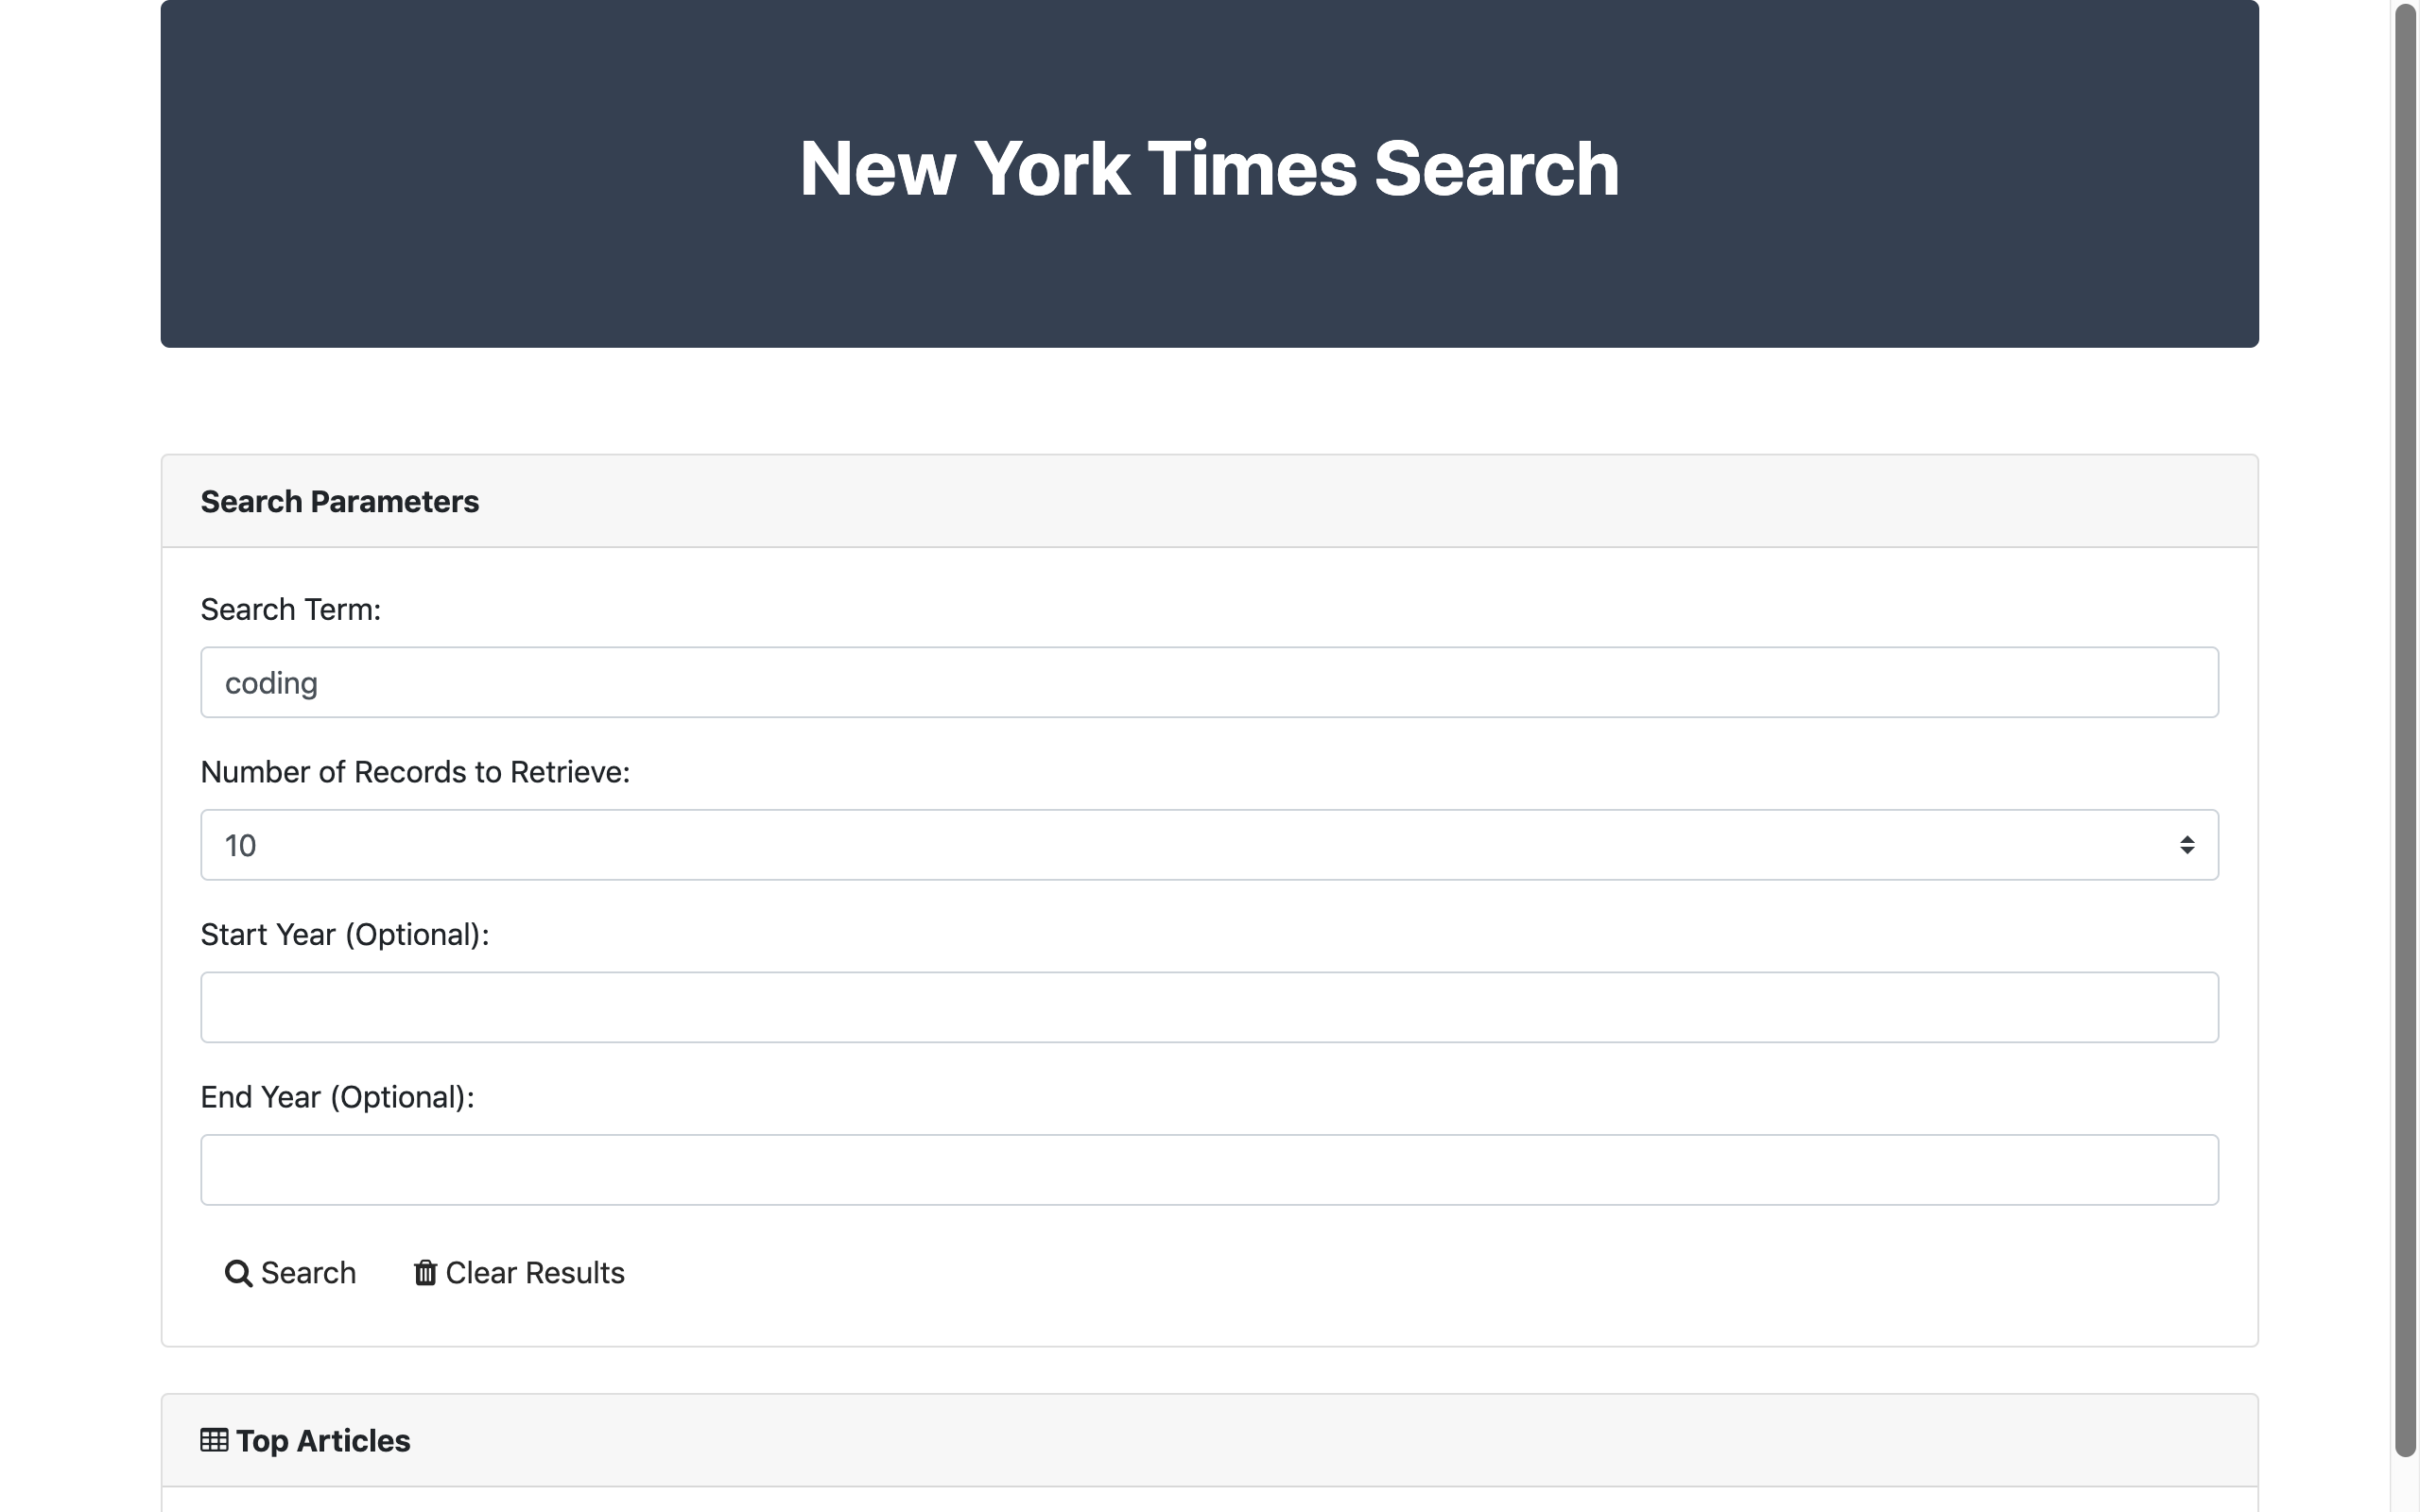 New York Times Search
Search Parameters
Search Term:
coding
Number of Records to Retrieve:
10
Start Year (Optional):
End Year (Optional):
Search Clear Results
Top Articles